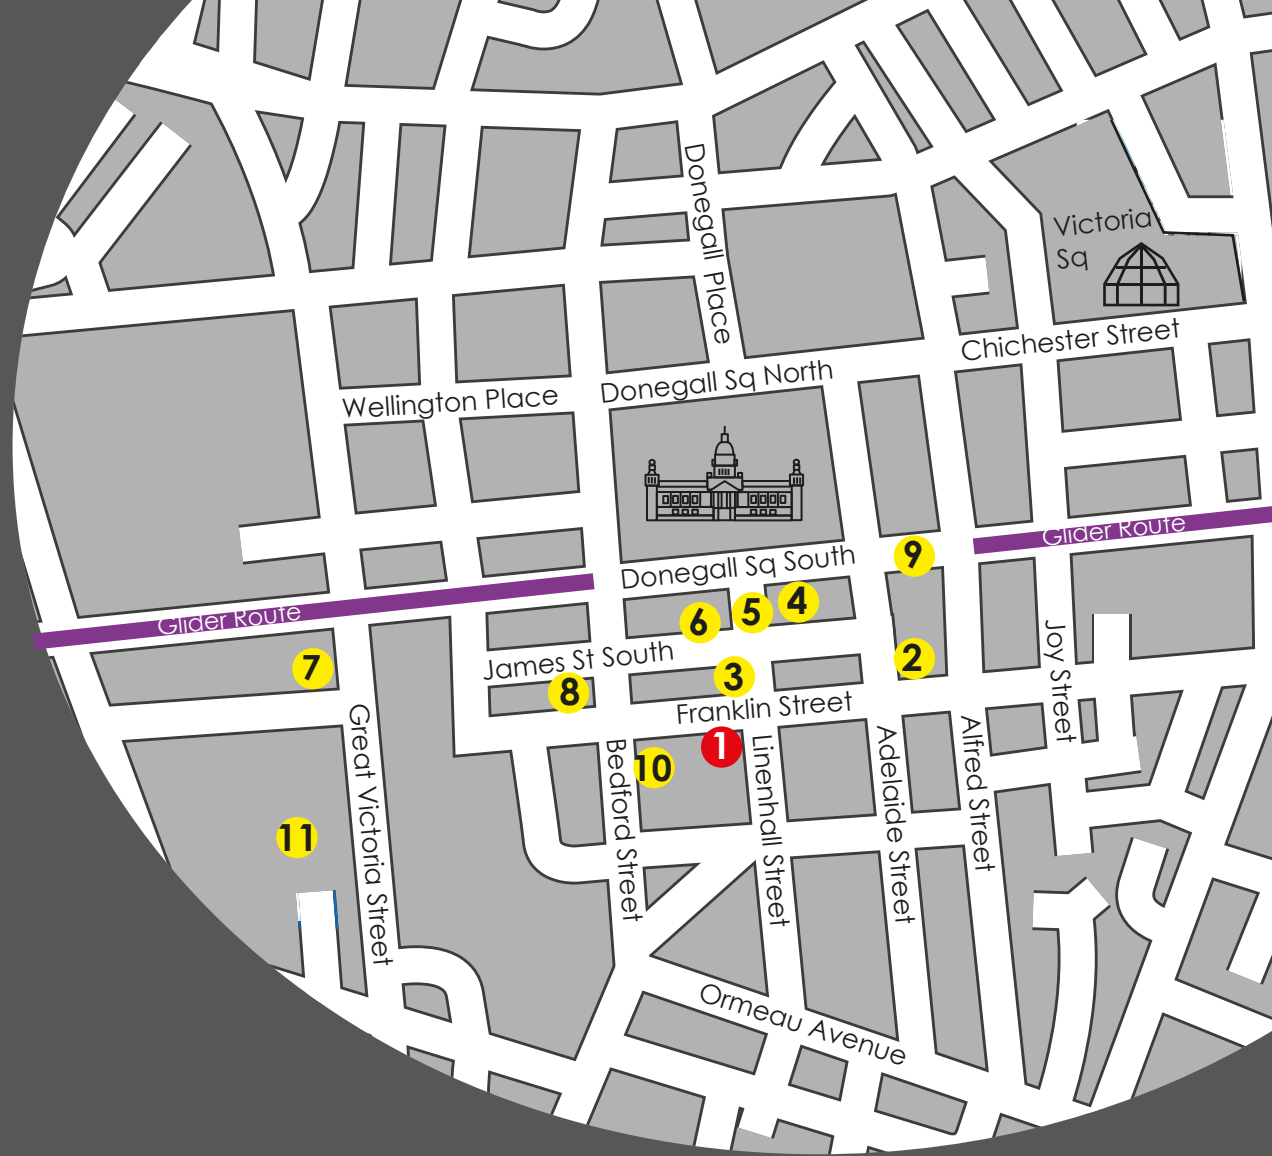 Donegall Place
Victoria
Sq
Chichester Street
Donegall Sq North
Wellington Place
Glider Route
9
Donegall Sq South
4
5
6
Glider Route
Joy Street
2
James St South
7
3
8
Franklin Street
Great Victoria Street
Bedford Street
1
10
Linenhall Street
Adelaide Street
Alfred Street
11
Ormeau Avenue